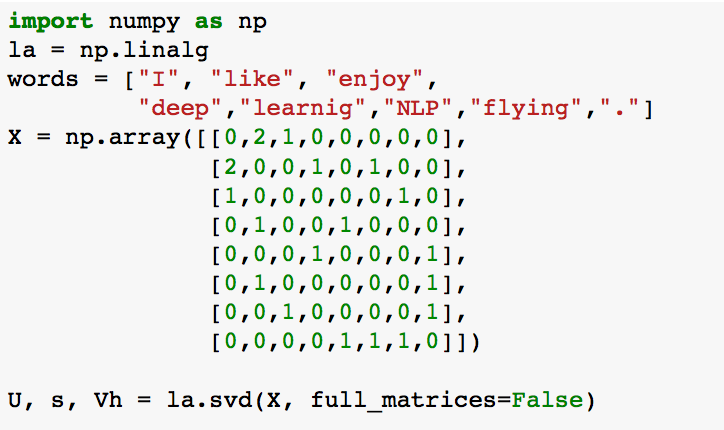 import numpy as np
la = np.linalg
words = ["I", "like", "enjoy",
         "deep","learnig","NLP","flying","."]
X = np.array([[0,2,1,0,0,0,0,0],
              [2,0,0,1,0,1,0,0],
              [1,0,0,0,0,0,1,0],
              [0,1,0,0,1,0,0,0],
              [0,0,0,1,0,0,0,1],
              [0,1,0,0,0,0,0,1],
              [0,0,1,0,0,0,0,1],
              [0,0,0,0,1,1,1,0]])
U, s, Vh = la.svd(X, full_matrices=False)